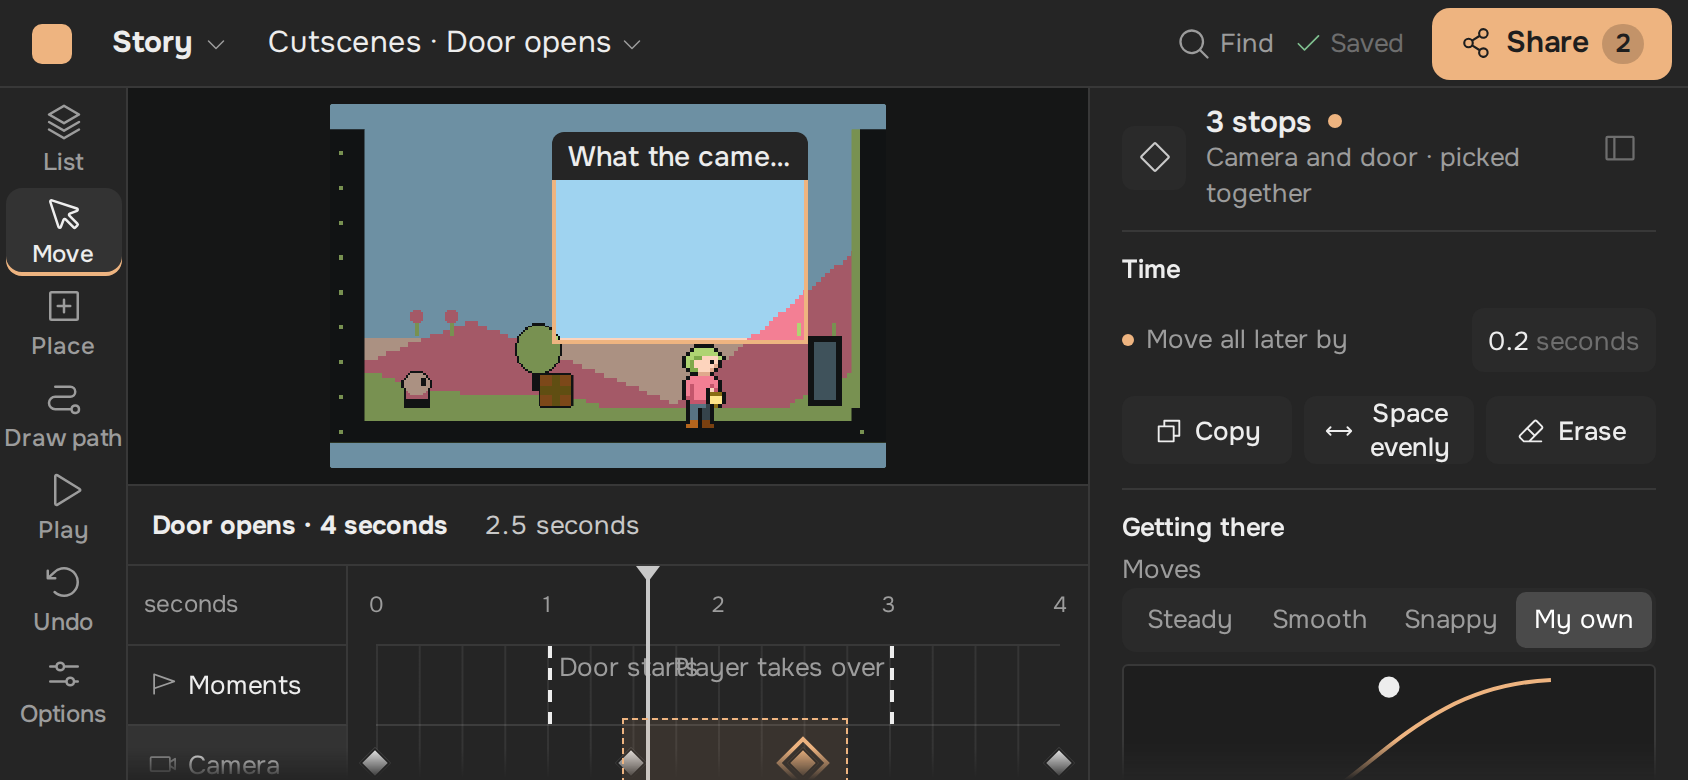 Story
Cutscenes · Door opens
Find
Saved
Share 2
List
Move
Place
Draw path
Play
Undo
Options
What the came...
Door opens · 4 seconds
2.5 seconds
seconds
0 1 2 3 4
Moments
Door starts
Player takes over
Camera
3 stops
Camera and door · picked
together
Time
Move all later by
0.2 seconds
Copy
Space
evenly
Erase
Getting there
Moves
Steady
Smooth
Snappy
My own